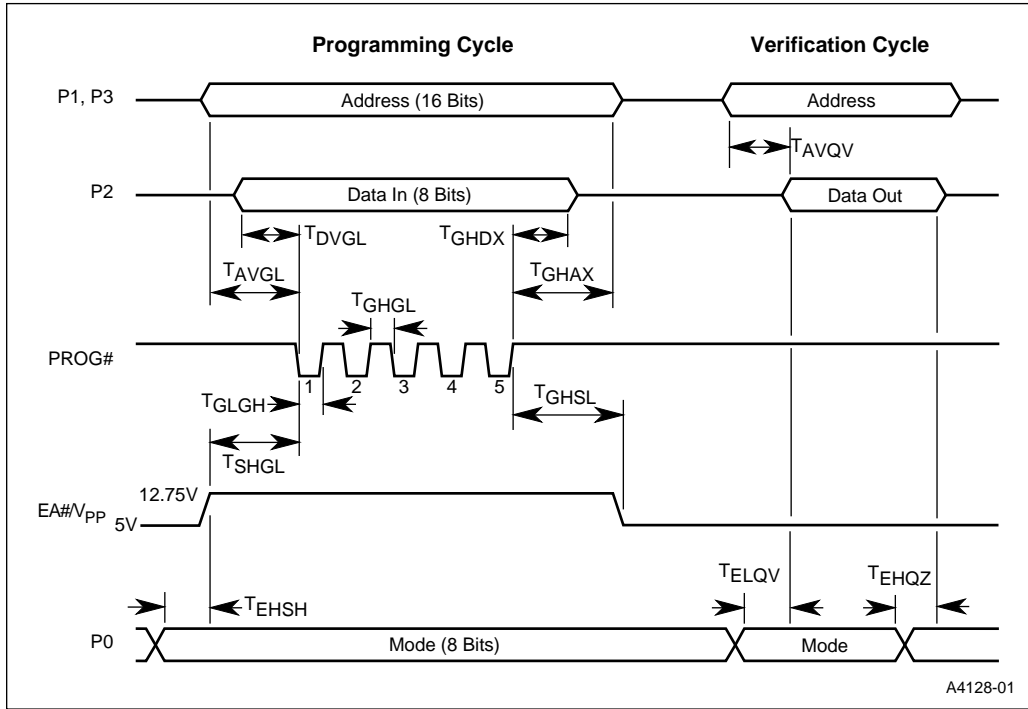 Programming Cycle Verification Cycle
P1, P3 Address (16 Bits) Address
TAVQV
P2 Data In (8 Bits) Data Out
TDVGL TGHDX
TAVGL TGHAX
TGHGL
PROG#
1 2 3 4 5
TGLGH TGHSL
TSHGL
12.75V
EA#/VPP 5V
TELQV TEHQZ
TEHSH
P0 Mode (8 Bits) Mode
A4128-01